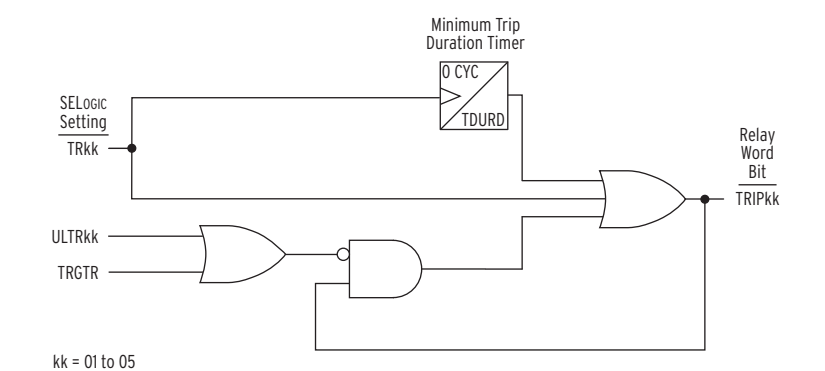 Minimum Trip
Duration Timer
0 CYC
TDURD
SELOGIC
Setting
TRkk
Relay
Word
Bit
TRIPkk
ULTRkk
TRGTR
kk = 01 to 05